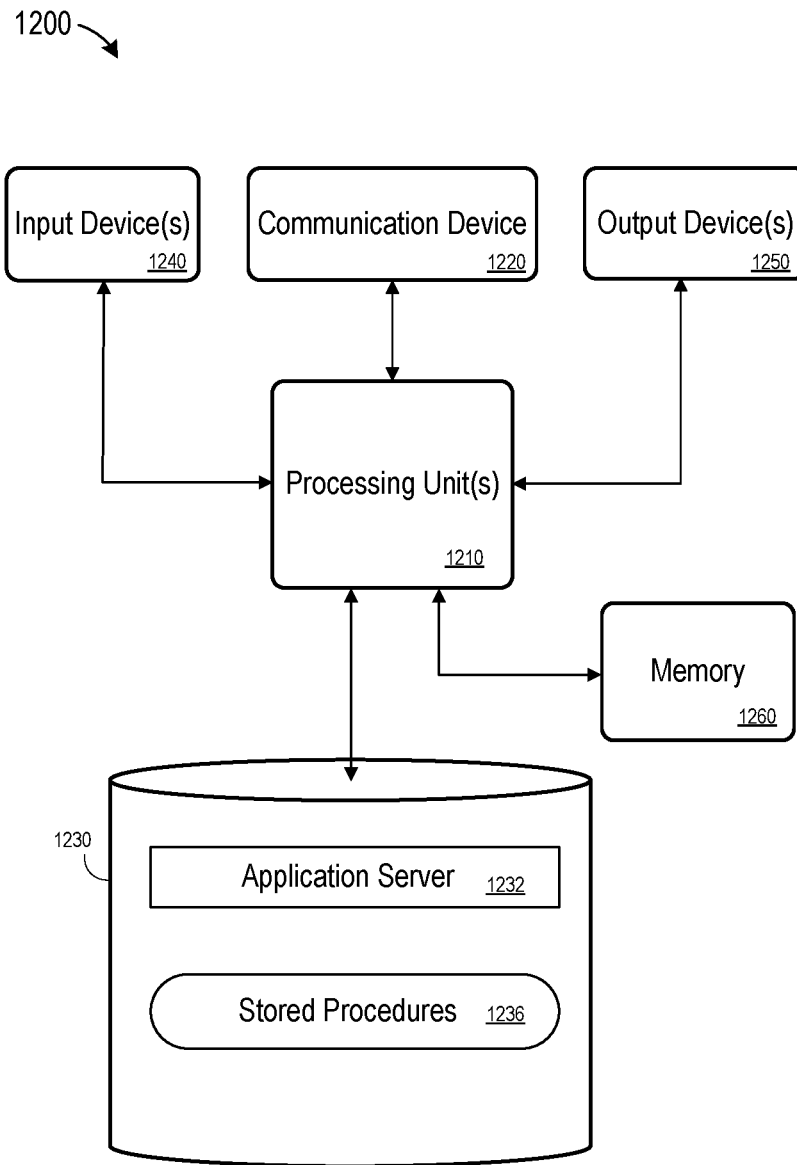 1200
Input Device(s)
1240
Communication Device
1220
Output Device(s)
1250
Processing Unit(s)
1210
Memory
1260
1230
Application Server 1232
Stored Procedures 1236